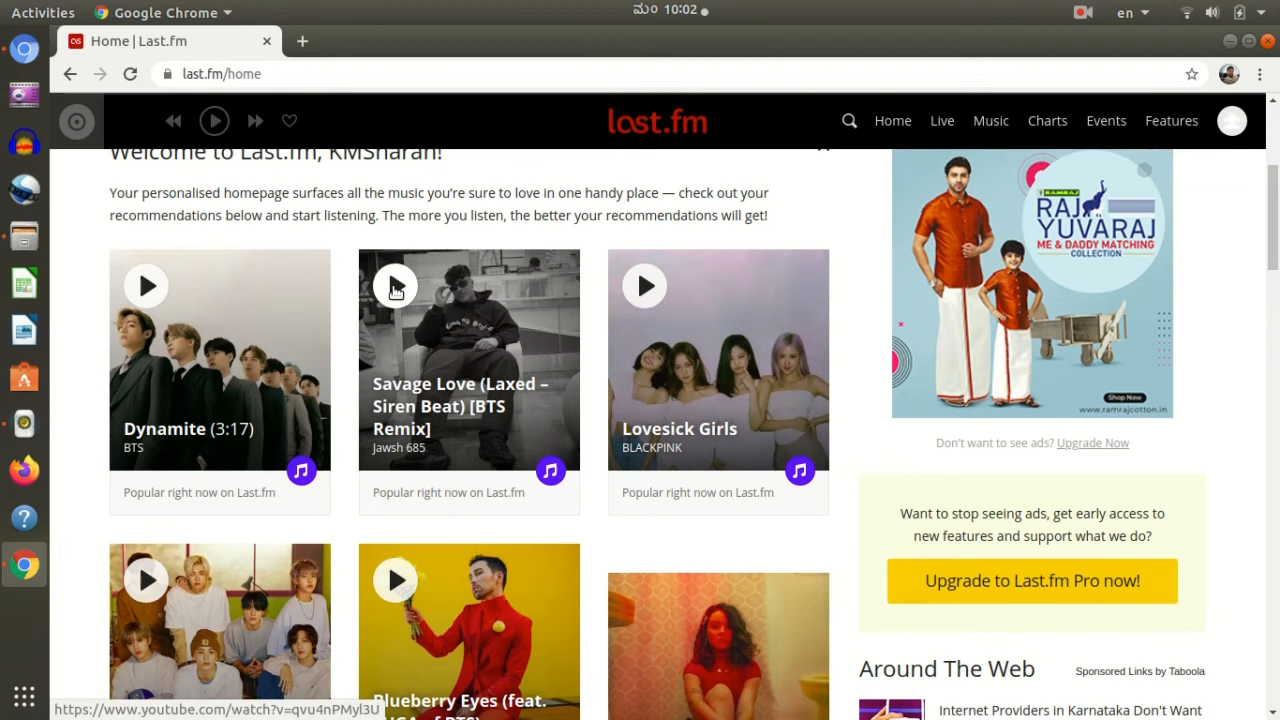 Activities
Google Chrome
ಮಂ 10:02
en
Home | Last.fm
last.fm/home
last.fm
Home
Live
Music
Charts
Events
Features
Welcome to Last.fm, KMSharan!
Your personalised homepage surfaces all the music you're sure to love in one handy place — check out your
recommendations below and start listening. The more you listen, the better your recommendations will get!
Dynamite (3:17)
BTS
Popular right now on Last.fm
Savage Love (Laxed –
Siren Beat) [BTS
Remix]
Jawsh 685
Popular right now on Last.fm
Lovesick Girls
BLACKPINK
Popular right now on Last.fm
Blueberry Eyes (feat.
https://www.youtube.com/watch?v=qvu4nPMyl3U
RAMRAJ
RAJ
YUVARAJ
ME & DADDY MATCHING
COLLECTION
Shop Now
www.ramrajcotton.in
Don't want to see ads? Upgrade Now
Want to stop seeing ads, get early access to
new features and support what we do?
Upgrade to Last.fm Pro now!
Around The Web
Sponsored Links by Taboola
Internet Providers in Karnataka Don't Want